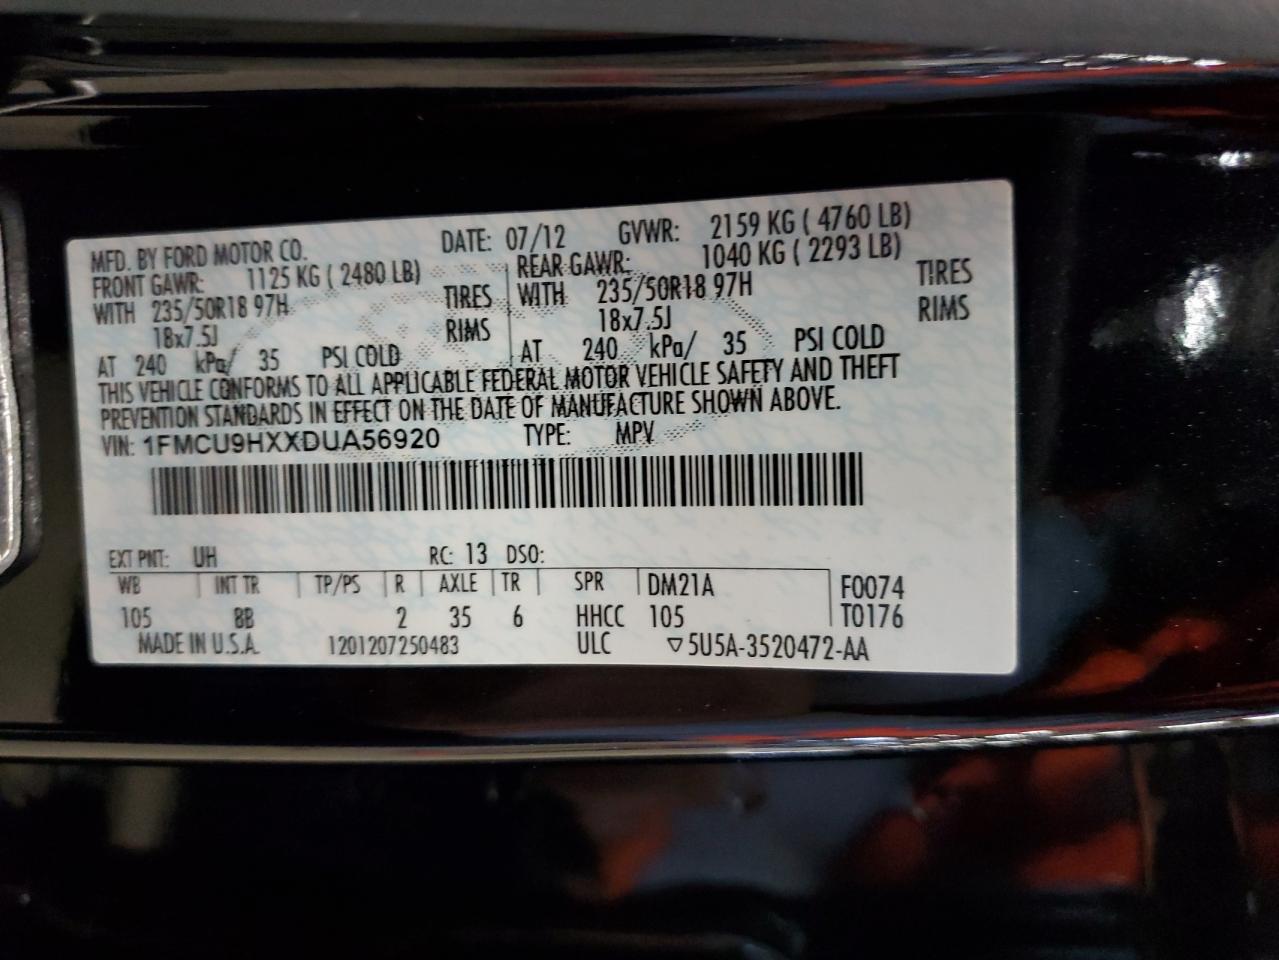 MFD. BY FORD MOTOR CO. DATE: 07/12 GVWR: 2159 KG ( 4760 LB)
FRONT GAWR: 1125 KG ( 2480 LB) REAR GAWR: 1040 KG ( 2293 LB)
WITH 235/50R18 97H TIRES WITH 235/50R18 97H TIRES
18x7.5J RIMS 18x7.5J RIMS
AT 240 kPa/ 35 PSI COLD AT 240 kPa/ 35 PSI COLD
THIS VEHICLE CONFORMS TO ALL APPLICABLE FEDERAL MOTOR VEHICLE SAFETY AND THEFT
PREVENTION STANDARDS IN EFFECT ON THE DATE OF MANUFACTURE SHOWN ABOVE.
VIN: 1FMCU9HXXDUA56920 TYPE: MPV
EXT PNT: UH RC: 13 DSO:
WB INT TR TP/PS R AXLE TR SPR DM21A F0074
105 BB 2 35 6 HHCC 105 T0176
MADE IN U.S.A. 1201207250483 ULC ▽5U5A-3520472-AA